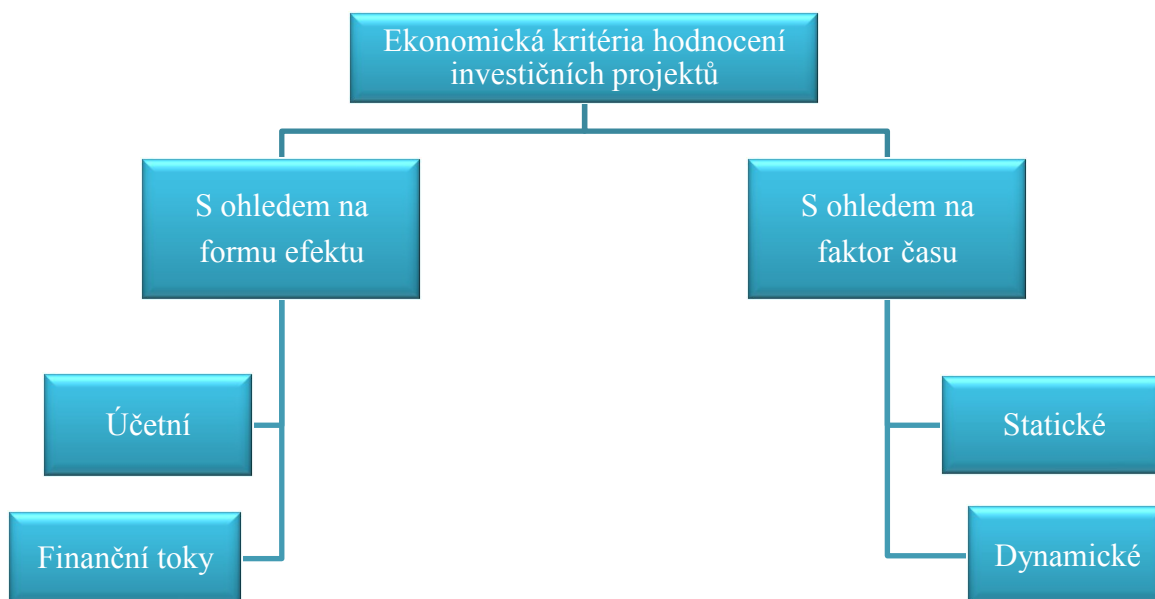 Ekonomická kritéria hodnocení
investičních projektů
S ohledem na
formu efektu
S ohledem na
faktor času
Účetní
Statické
Finanční toky
Dynamické